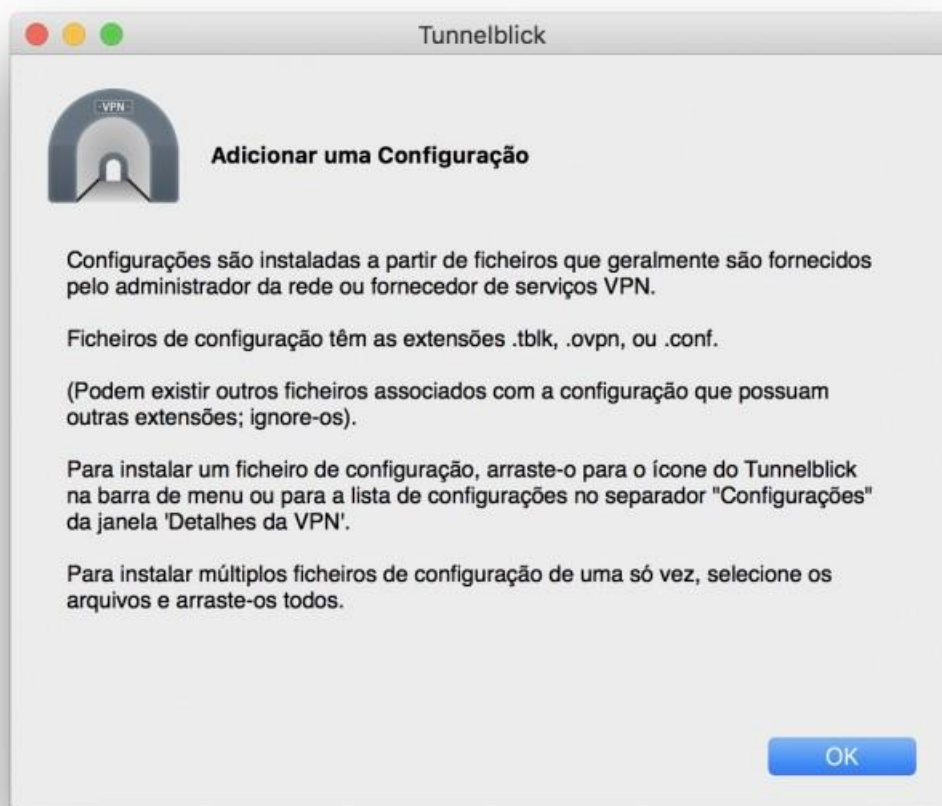 Tunnelblick
VPN
Adicionar uma Configuração
Configurações são instaladas a partir de ficheiros que geralmente são fornecidos
pelo administrador da rede ou fornecedor de serviços VPN.
Ficheiros de configuração têm as extensões .tblk, .ovpn, ou .conf.
(Podem existir outros ficheiros associados com a configuração que possuam
outras extensões; ignore-os).
Para instalar um ficheiro de configuração, arraste-o para o ícone do Tunnelblick
na barra de menu ou para a lista de configurações no separador "Configurações"
da janela 'Detalhes da VPN'.
Para instalar múltiplos ficheiros de configuração de uma só vez, selecione os
arquivos e arraste-os todos.
OK